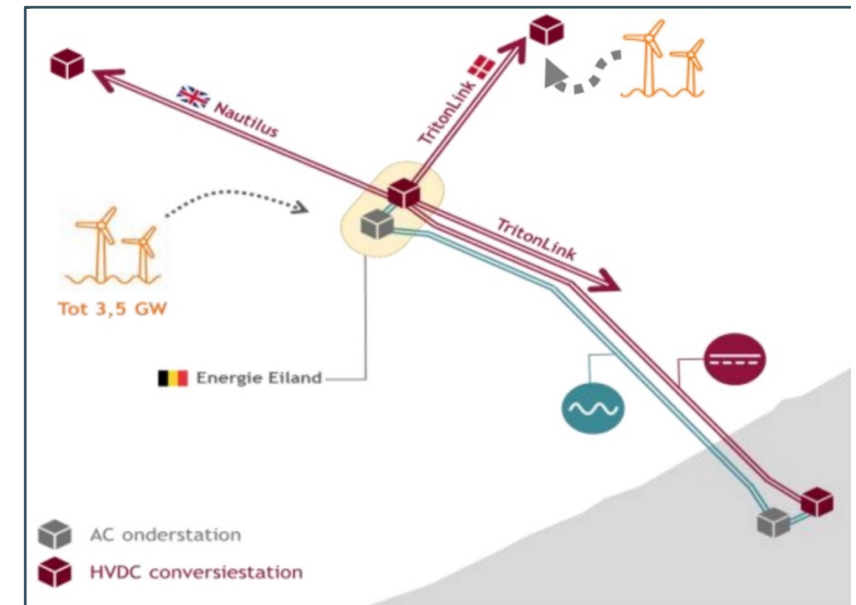 Nautilus
TritonLink
TritonLink
Tot 3,5 GW
Energie Eiland
AC onderstation
HVDC conversiestation